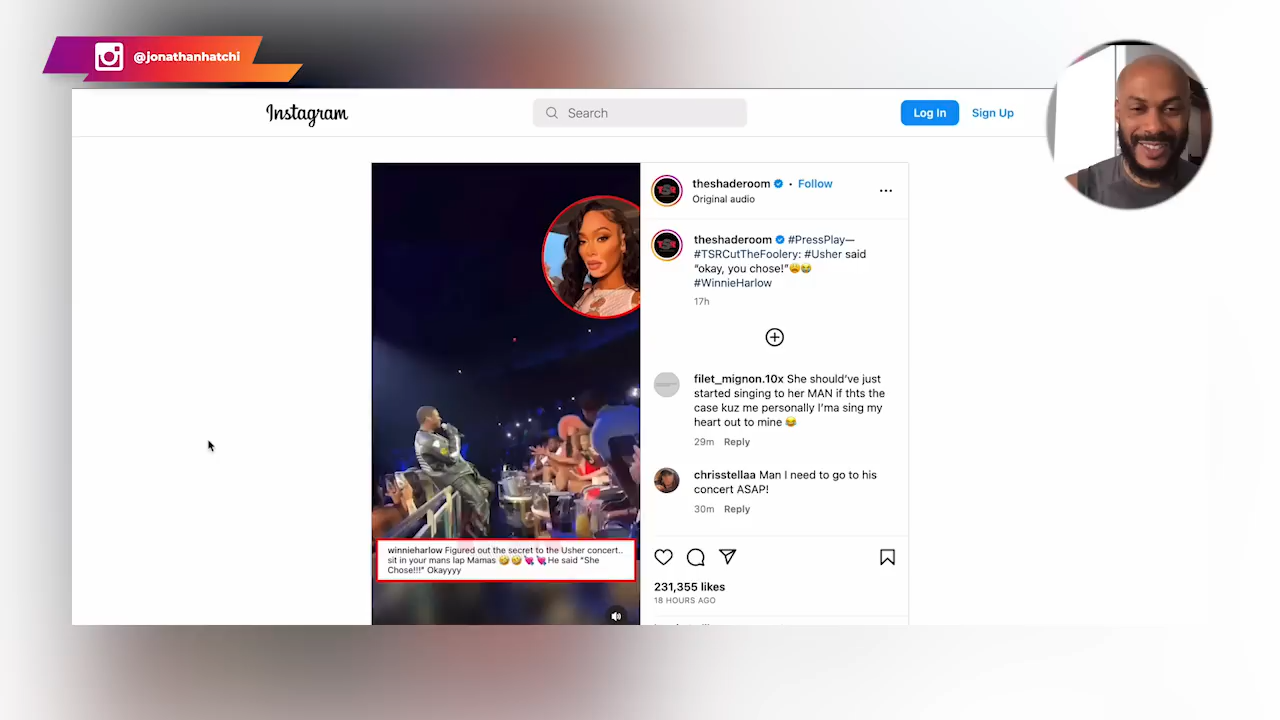 @jonathanhatchi
Instagram
Search
Log In
Sign Up
TSR
theshaderoom • Follow
Original audio
TSR
theshaderoom #PressPlay—
#TSRCutTheFoolery: #Usher said
“okay, you chose!”😩😭
#WinnieHarlow
17h
filet_mignon.10x She should’ve just
started singing to her MAN if thts the
case kuz me personally I’ma sing my
heart out to mine 😂
29m Reply
chrisstellaa Man I need to go to his
concert ASAP!
30m Reply
winnieharlow Figured out the secret to the Usher concert..
sit in your mans lap Mamas 🤣🤣💘💘He said “She
Chose!!!” Okayyyy
231,355 likes
18 HOURS AGO